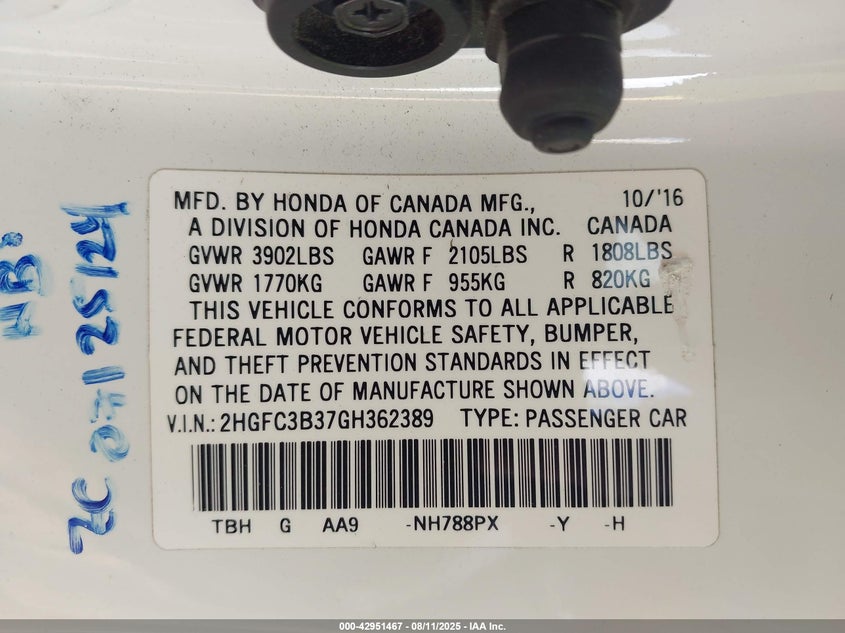 MFD. BY HONDA OF CANADA MFG., 10/'16
A DIVISION OF HONDA CANADA INC. CANADA
GVWR 3902LBS GAWR F 2105LBS R 1808LBS
GVWR 1770KG GAWR F 955KG R 820KG
THIS VEHICLE CONFORMS TO ALL APPLICABLE
FEDERAL MOTOR VEHICLE SAFETY, BUMPER,
AND THEFT PREVENTION STANDARDS IN EFFECT
ON THE DATE OF MANUFACTURE SHOWN ABOVE.
V.I.N.: 2HGFC3B37GH362389 TYPE: PASSENGER CAR
TBH G AA9 -NH788PX -Y -H
000-42951467 - 08/11/2025 - IAA Inc.